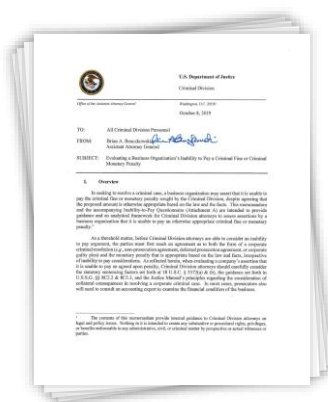 U.S. Department of Justice
Criminal Division
Office of the Assistant Attorney General
Washington, D.C. 20530
October 8, 2019
TO: All Criminal Division Personnel
FROM: Brian A. Benczkowski
Assistant Attorney General
SUBJECT: Evaluating a Business Organization's Inability to Pay a Criminal Fine or Criminal
Monetary Penalty
I. Overview
In seeking to resolve a criminal case, a business organization may assert that it is unable to
pay the criminal fine or monetary penalty sought by the Criminal Division, despite agreeing that
the proposed amount is otherwise appropriate based on the law and the facts. This memorandum
and the accompanying Inability-to-Pay Questionnaire (Attachment A) are intended to provide
guidance and an analytical framework for Criminal Division attorneys to assess assertions by a
business organization that it is unable to pay an otherwise appropriate criminal fine or monetary
penalty.¹
As a threshold matter, before Criminal Division attorneys are able to consider an inability
to pay argument, the parties must first reach an agreement as to both the form of a corporate
criminal resolution (e.g., non-prosecution agreement, deferred prosecution agreement, or corporate
guilty plea) and the monetary penalty that is appropriate based on the law and facts, irrespective
of inability to pay considerations. As reflected herein, when evaluating a company's assertion that
it is unable to pay an agreed upon penalty, Criminal Division attorneys should carefully consider
the statutory sentencing factors set forth at 18 U.S.C. § 3572(a) & (b), the guidance set forth in
U.S.S.G. §§ 8C2.2 & 8C3.3, and the Justice Manual's principles regarding the consideration of
collateral consequences in resolving a corporate criminal case. In most cases, prosecutors also
will need to consult an accounting expert to examine the financial condition of the business.
¹ The contents of this memorandum provide internal guidance to Criminal Division attorneys on
legal and policy issues. Nothing in it is intended to create any substantive or procedural rights, privileges,
or benefits enforceable in any administrative, civil, or criminal matter by prospective or actual witnesses or
parties.